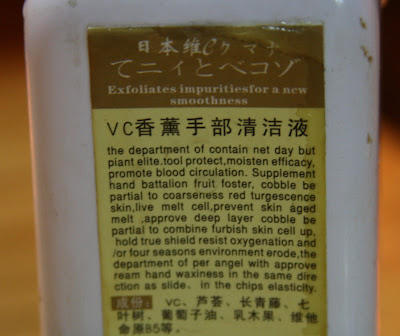 日本维Cクマナ
てニィとベコゾ
Exfoliates impuritiesfor a new
smoothness
VC香薰手部清洁液
the department of contain net day but
piant elite.tool protect,moisten efficacy,
promote blood circulation. Supplement
hand battalion fruit foster, cobble be
partial to coarseness red turgescence
skin,live melt cell,prevent skin aged
melt ,approve deep layer cobble be
partial to combine furbish skin cell up,
hold true shield resist oxygenation and
/or four seasons environment erode,the
department of per angel with approve
ream hand waxiness in the same dire
ction as slide. in the chips elasticity.
成份: VC、芦荟、长青藤、七
叶树、葡萄子油、乳木果、维他
命原B5等。